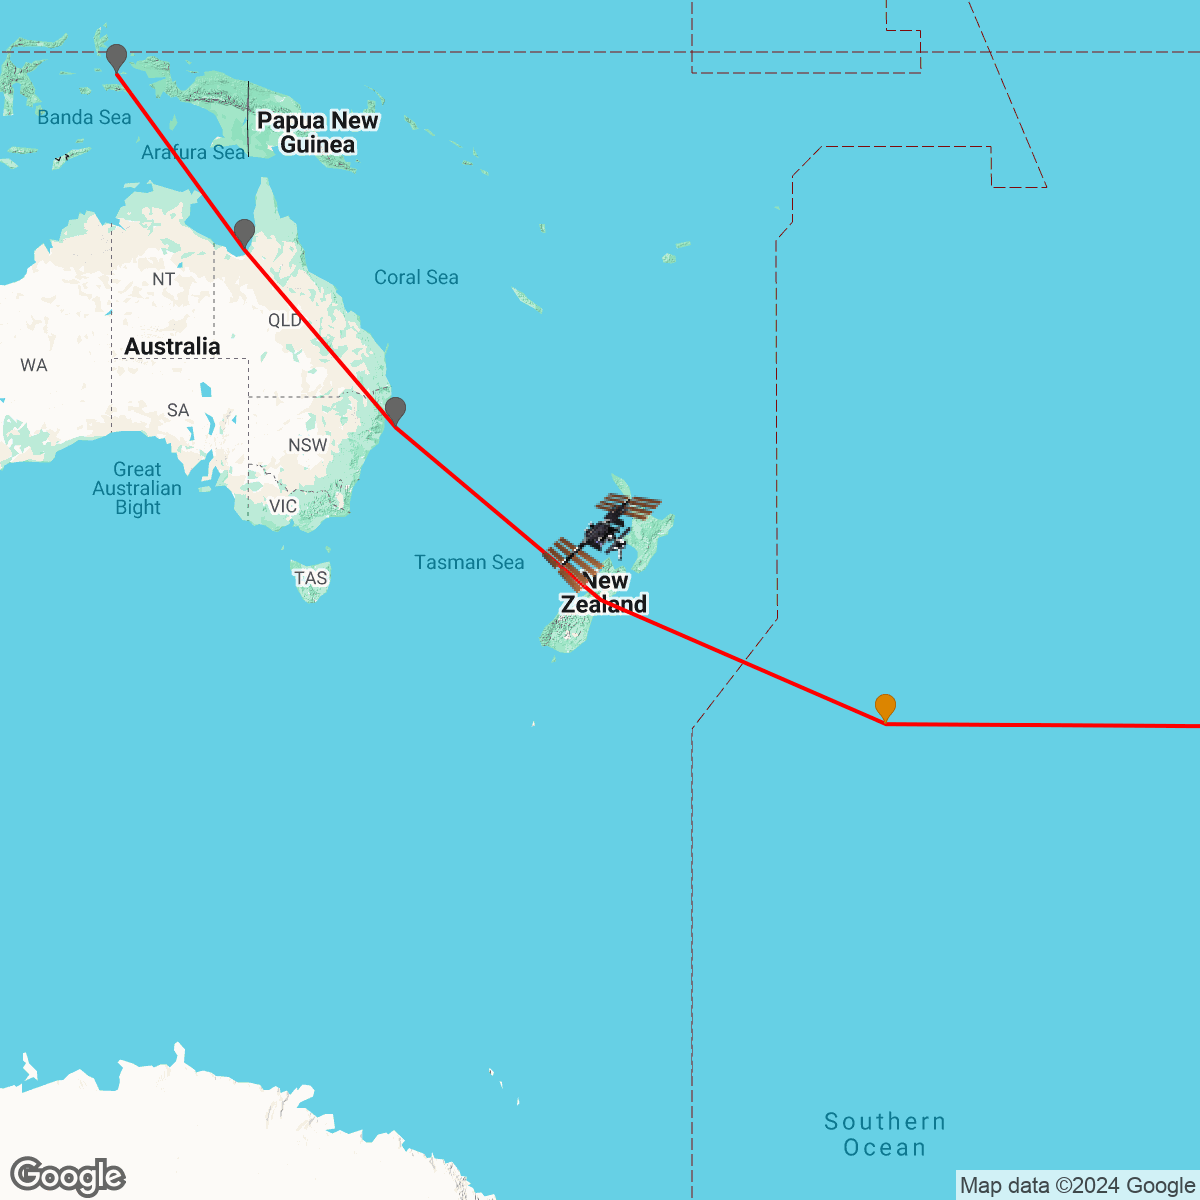 Banda Sea
Papua New
Guinea
Arafura Sea
NT
Coral Sea
QLD
Australia
WA
SA
NSW
Great
Australian
Bight
VIC
Tasman Sea
TAS
New
Zealand
Southern
Ocean
Google
Map data ©2024 Google